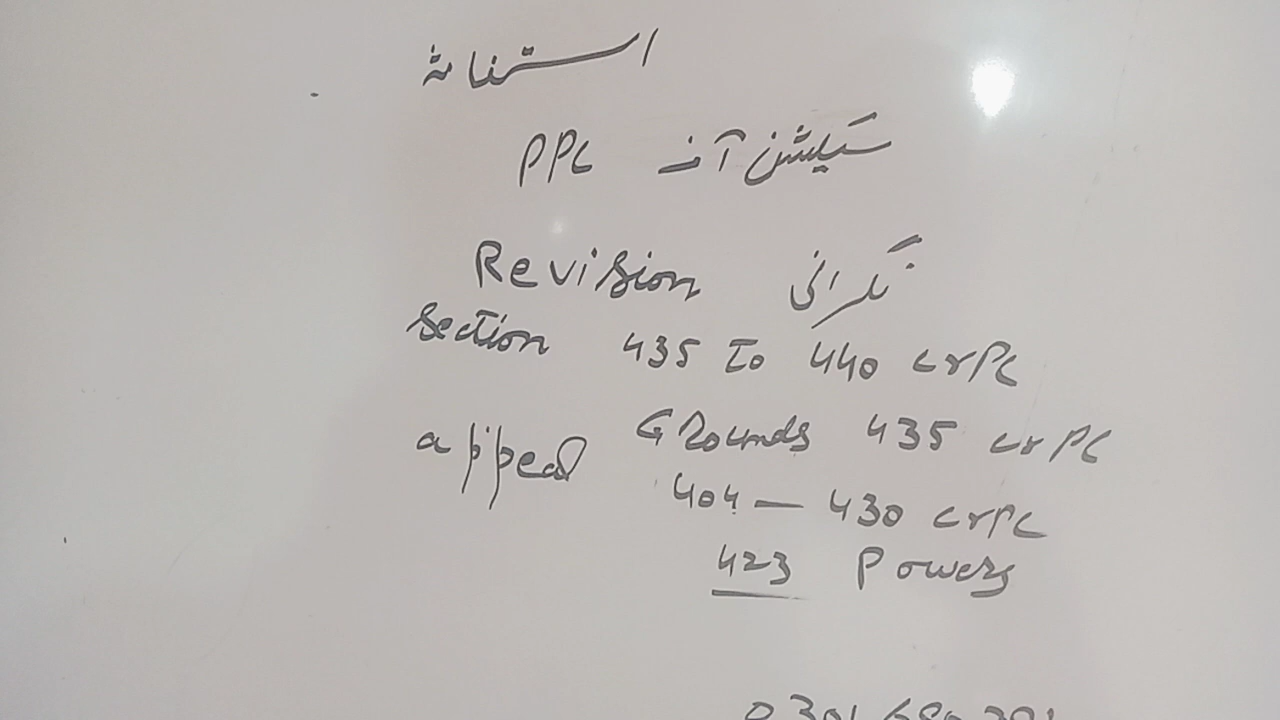 استغاثہ
سیکشن آف PPC
Revision نگرانی
Section 435 to 440 CrPC
Grounds 435 CrPC
appeal 404 — 430 CrPC
423 Powers